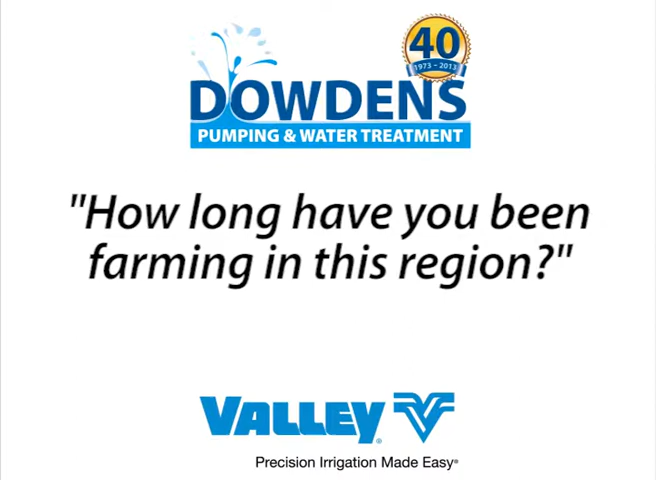 40
1973 – 2013
DOWDENS
PUMPING & WATER TREATMENT
"How long have you been
farming in this region?"
VALLEY®
Precision Irrigation Made Easy®